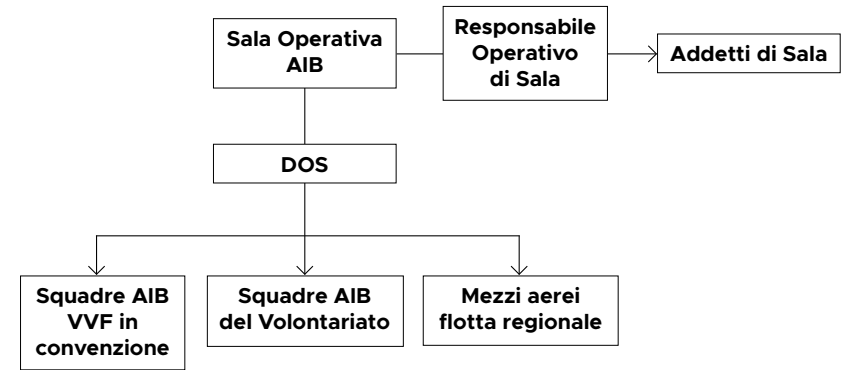 Sala Operativa
AIB
Responsabile
Operativo
di Sala
Addetti di Sala
DOS
Squadre AIB
VVF in
convenzione
Squadre AIB
del Volontariato
Mezzi aerei
flotta regionale